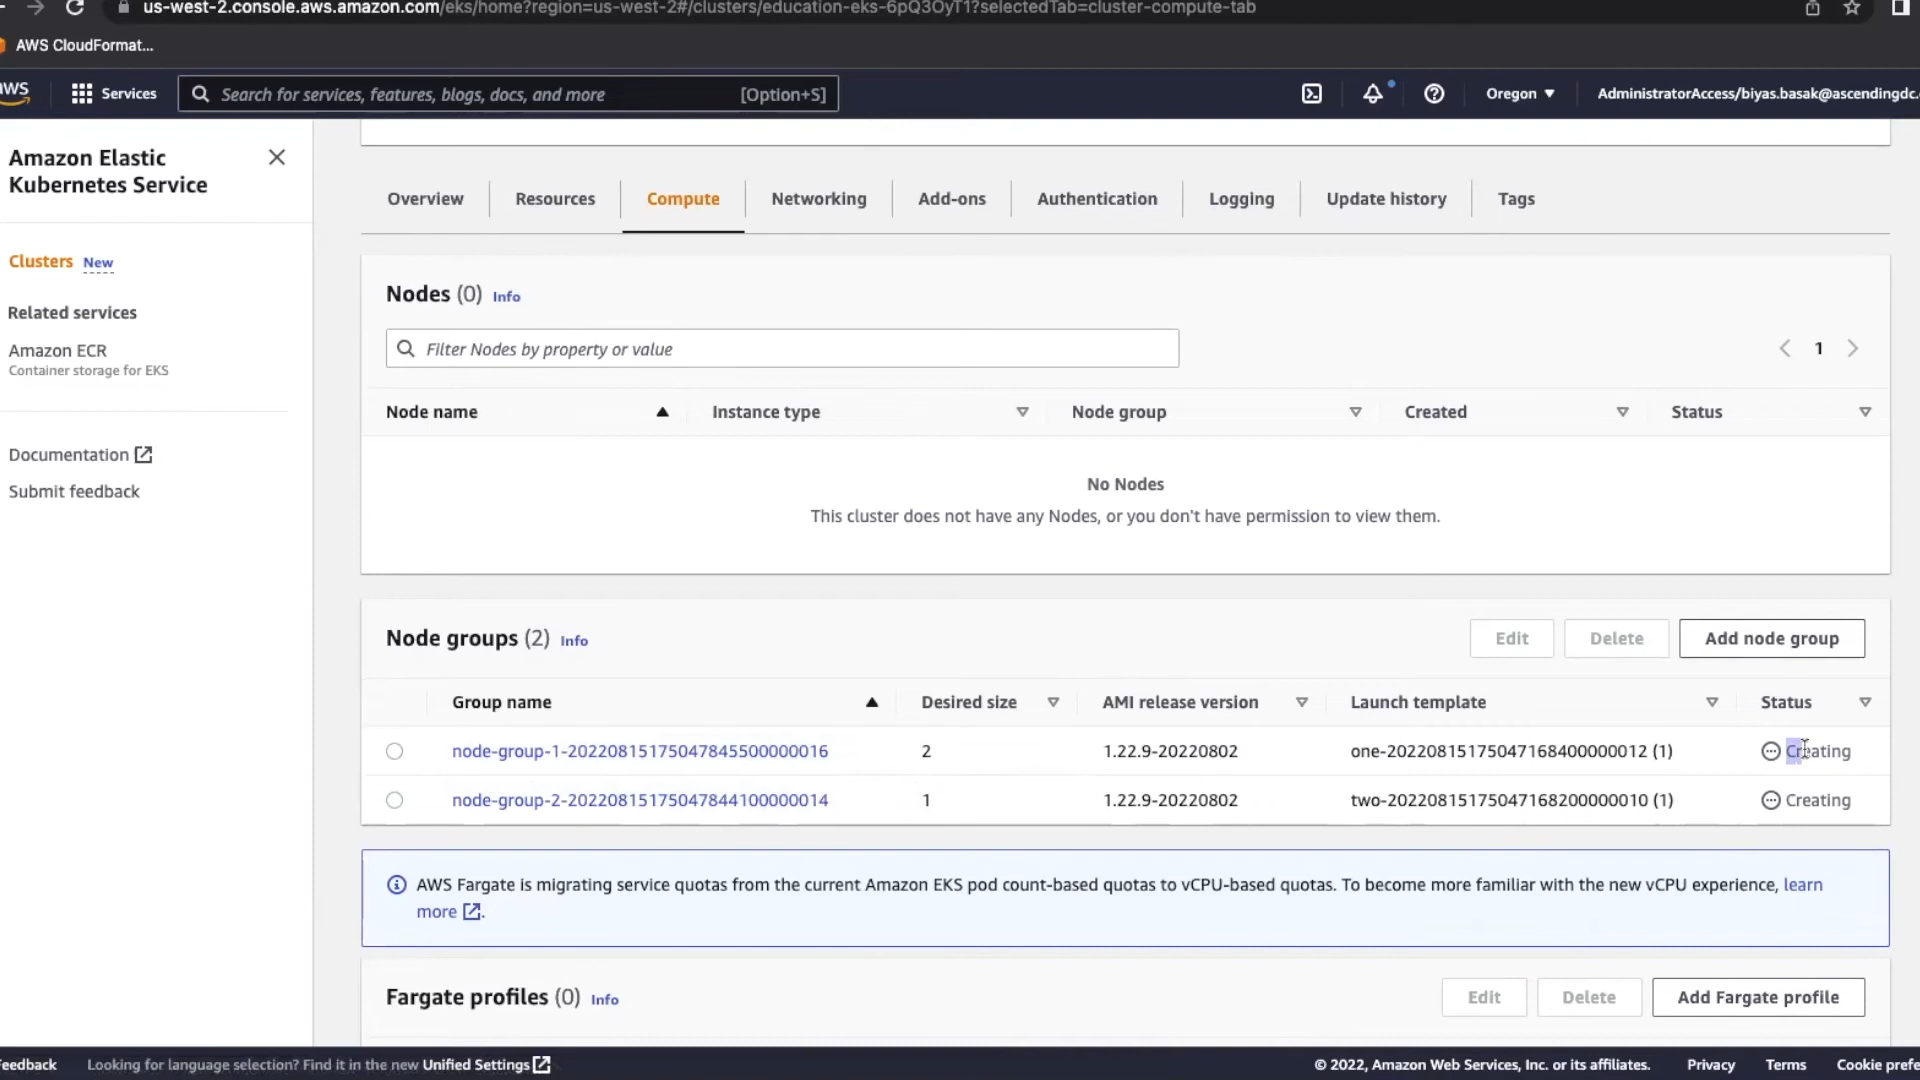 us-west-2.console.aws.amazon.com/eks/home?region=us-west-2#/clusters/education-eks-6pQ3OyT1?selectedTab=cluster-compute-tab
AWS CloudFormat...
aws
Services
Search for services, features, blogs, docs, and more
[Option+S]
Oregon ▼
AdministratorAccess/biyas.basak@ascendingdc.
Amazon Elastic
Kubernetes Service
Clusters New
Related services
Amazon ECR
Container storage for EKS
Documentation
Submit feedback
Overview
Resources
Compute
Networking
Add-ons
Authentication
Logging
Update history
Tags
Nodes (0) Info
Filter Nodes by property or value
1
Node name
Instance type
Node group
Created
Status
No Nodes
This cluster does not have any Nodes, or you don't have permission to view them.
Node groups (2) Info
Edit
Delete
Add node group
Group name
Desired size
AMI release version
Launch template
Status
node-group-1-20220815175047845500000016 2 1.22.9-20220802 one-20220815175047168400000012 (1) Creating
node-group-2-20220815175047844100000014 1 1.22.9-20220802 two-20220815175047168200000010 (1) Creating
AWS Fargate is migrating service quotas from the current Amazon EKS pod count-based quotas to vCPU-based quotas. To become more familiar with the new vCPU experience, learn
more .
Fargate profiles (0) Info
Edit
Delete
Add Fargate profile
Feedback
Looking for language selection? Find it in the new Unified Settings
© 2022, Amazon Web Services, Inc. or its affiliates.
Privacy
Terms
Cookie prefe